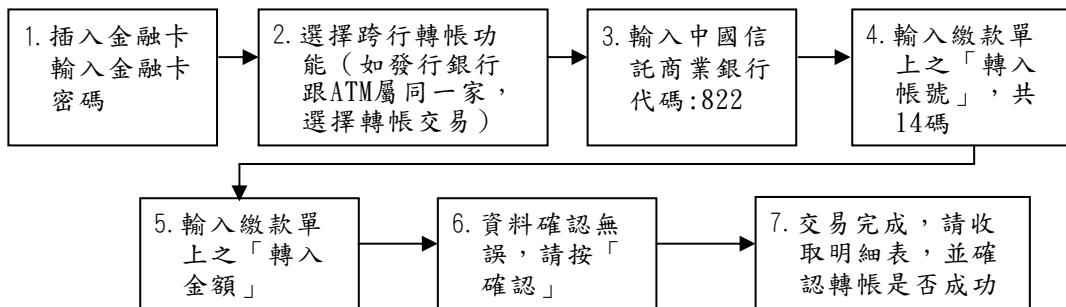 1.插入金融卡
輸入金融卡
密碼
2.選擇跨行轉帳功
能（如發行銀行
跟ATM屬同一家，
選擇轉帳交易）
3.輸入中國信
託商業銀行
代碼:822
4.輸入繳款單
上之「轉入
帳號」，共
14碼
5.輸入繳款單
上之「轉入
金額」
6.資料確認無
誤，請按「
確認」
7.交易完成，請收
取明細表，並確
認轉帳是否成功